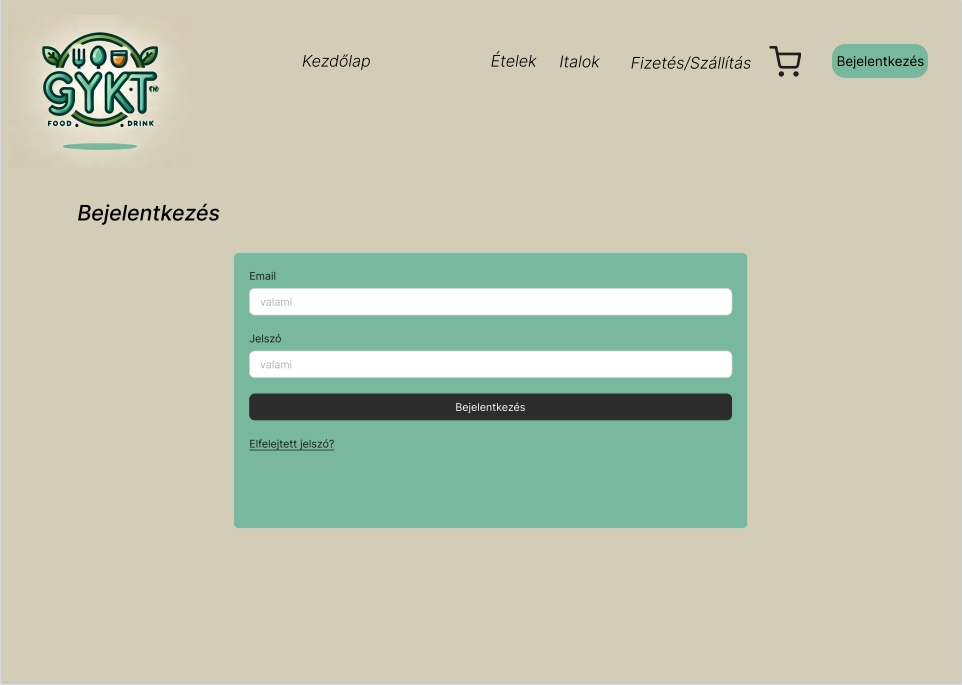 GYKT
FOOD DRINK
Kezdőlap
Ételek
Italok
Fizetés/Szállítás
Bejelentkezés
Bejelentkezés
Email
valami
Jelszó
valami
Bejelentkezés
Elfelejtett jelszó?